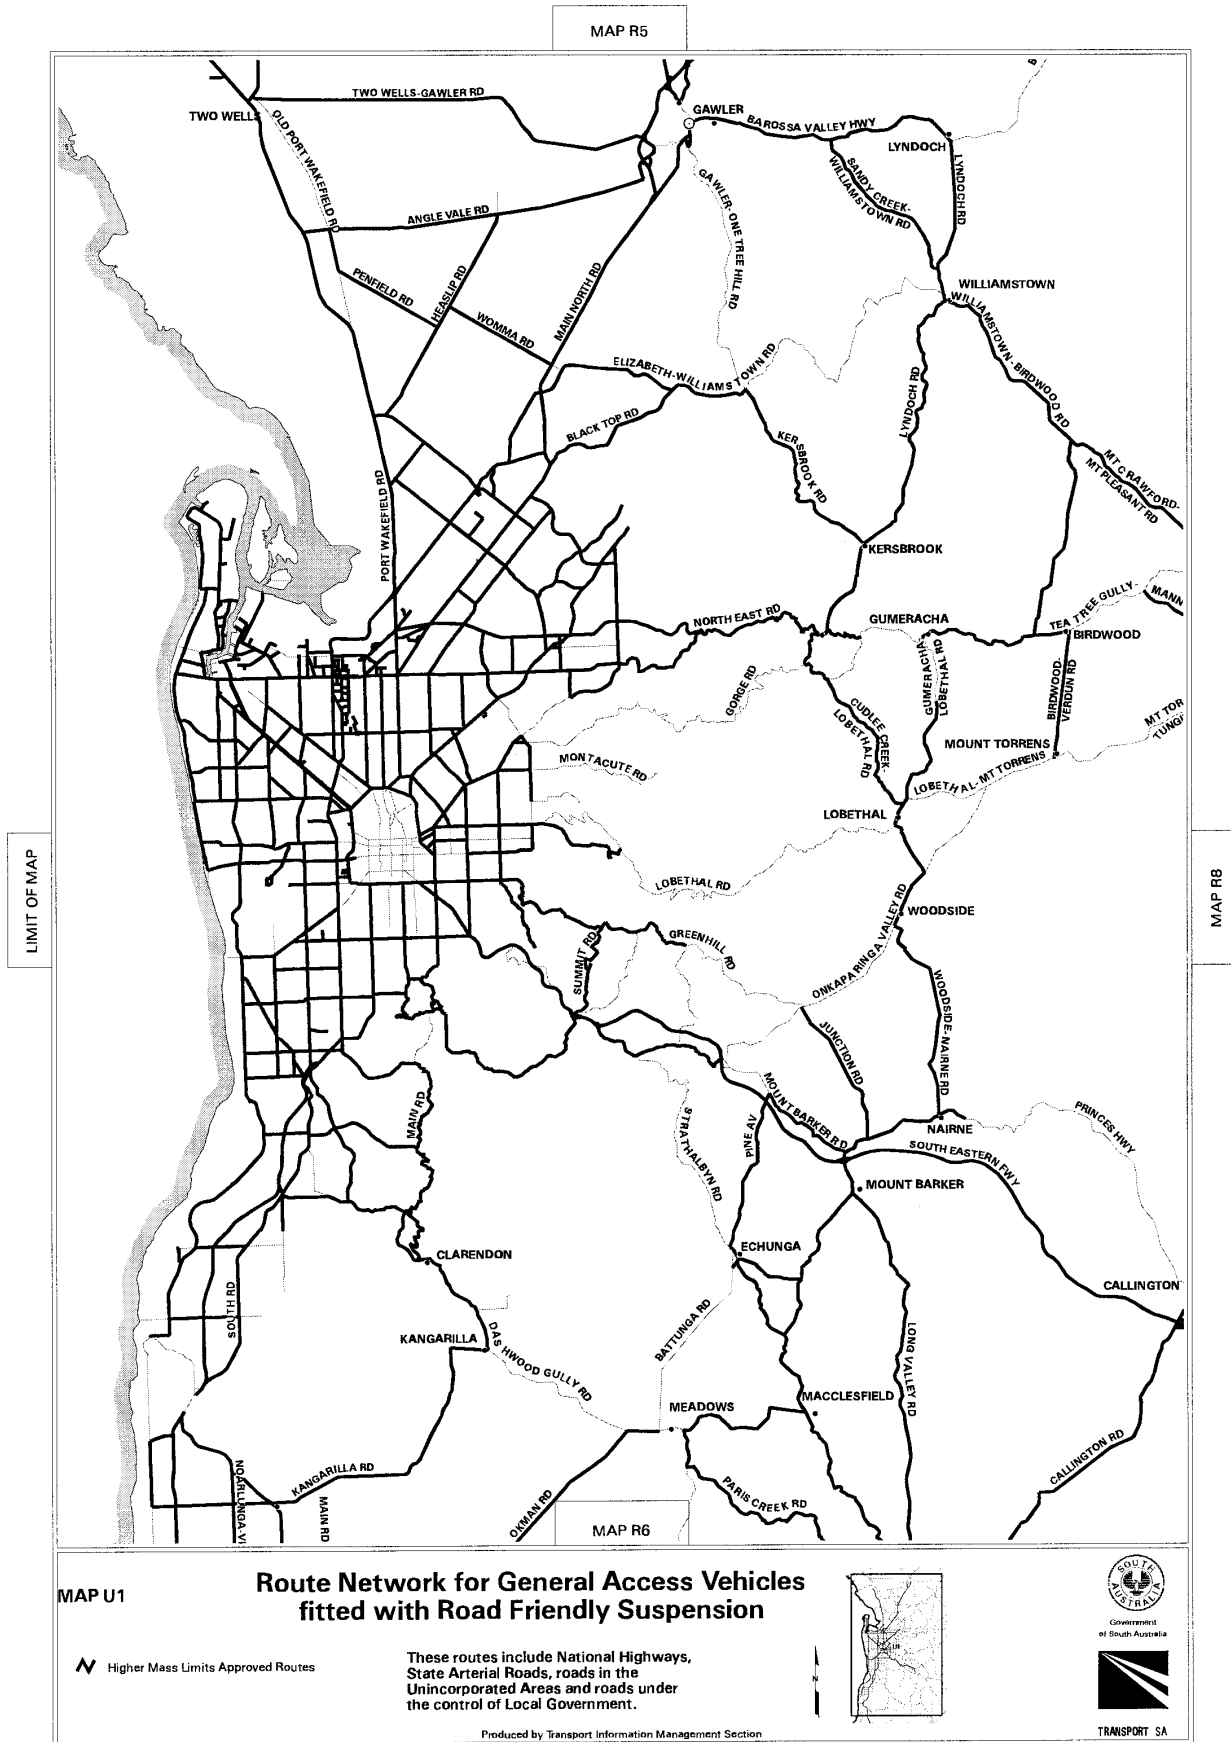 MAP R5
TWO WELLS-GAWLER RD
TWO WELLS
OLD PORT WAKEFIELD RD
GAWLER
BAROSSA VALLEY HWY
LYNDOCH
LYNDOCH RD
SANDY CREEK-
WILLIAMSTOWN RD
GAWLER-ONE TREE HILL RD
ANGLE VALE RD
PENFIELD RD
HEASLIP RD
WOMMA RD
MAIN NORTH RD
WILLIAMSTOWN
WILLIAMSTOWN-BIRDWOOD RD
ELIZABETH-WILLIAMSTOWN RD
LYNDOCH RD
BLACK TOP RD
KERSBROOK RD
MT CRAWFORD-
MT PLEASANT RD
PORT WAKEFIELD RD
KERSBROOK
NORTH EAST RD
GUMERACHA
TEA TREE GULLY-
MANN
BIRDWOOD
GORGE RD
GUMERACHA-
LOBETHAL RD
BIRDWOOD-
VERDUN RD
CUDLEE CREEK-
LOBETHAL RD
MT TOR
TUNG
MOUNT TORRENS
MONTACUTE RD
LOBETHAL-MT TORRENS
LOBETHAL
LIMIT OF MAP
MAP R8
LOBETHAL RD
WOODSIDE
GREENHILL RD
SUMMIT RD
ONKAPARINGA VALLEY RD
WOODSIDE-NAIRNE RD
JUNCTION RD
MAIN RD
STRATHALBYN RD
PINE AV
MOUNT BARKER RD
NAIRNE
PRINCES HWY
SOUTH EASTERN FWY
MOUNT BARKER
CLARENDON
ECHUNGA
CALLINGTON
SOUTH RD
KANGARILLA
DASHWOOD GULLY RD
BATTUNGA RD
LONG VALLEY RD
MACCLESFIELD
MEADOWS
KANGARILLA RD
NOARLUNGA-VI
MAIN RD
OKMAN RD
PARIS CREEK RD
CALLINGTON RD
MAP R6
MAP U1
Route Network for General Access Vehicles
fitted with Road Friendly Suspension
Higher Mass Limits Approved Routes
These routes include National Highways,
State Arterial Roads, roads in the
Unincorporated Areas and roads under
the control of Local Government.
Produced by Transport Information Management Section
N
U1
SOUTH
AUSTRALIA
Government
of South Australia
TRANSPORT SA